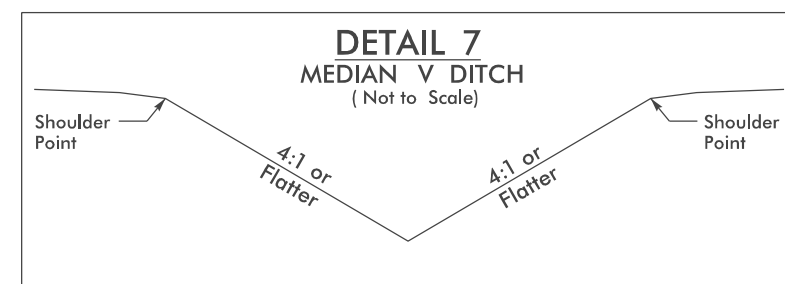 DETAIL 7
MEDIAN V DITCH
( Not to Scale)
Shoulder
Point
4:1 or
Flatter
4:1 or
Flatter
Shoulder
Point